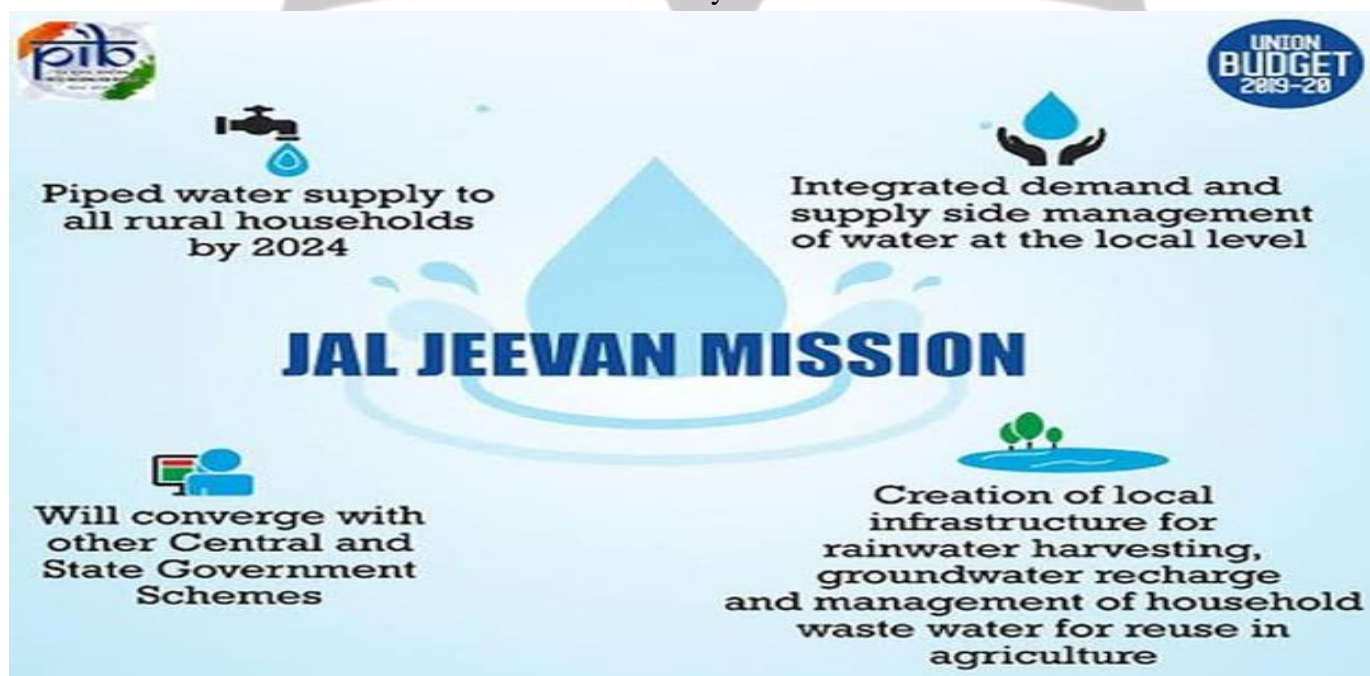 pib
UNION
BUDGET
2019-20
Piped water supply to
all rural households
by 2024
Integrated demand and
supply side management
of water at the local level
JAL JEEVAN MISSION
Will converge with
other Central and
State Government
Schemes
Creation of local
infrastructure for
rainwater harvesting,
groundwater recharge
and management of household
waste water for reuse in
agriculture